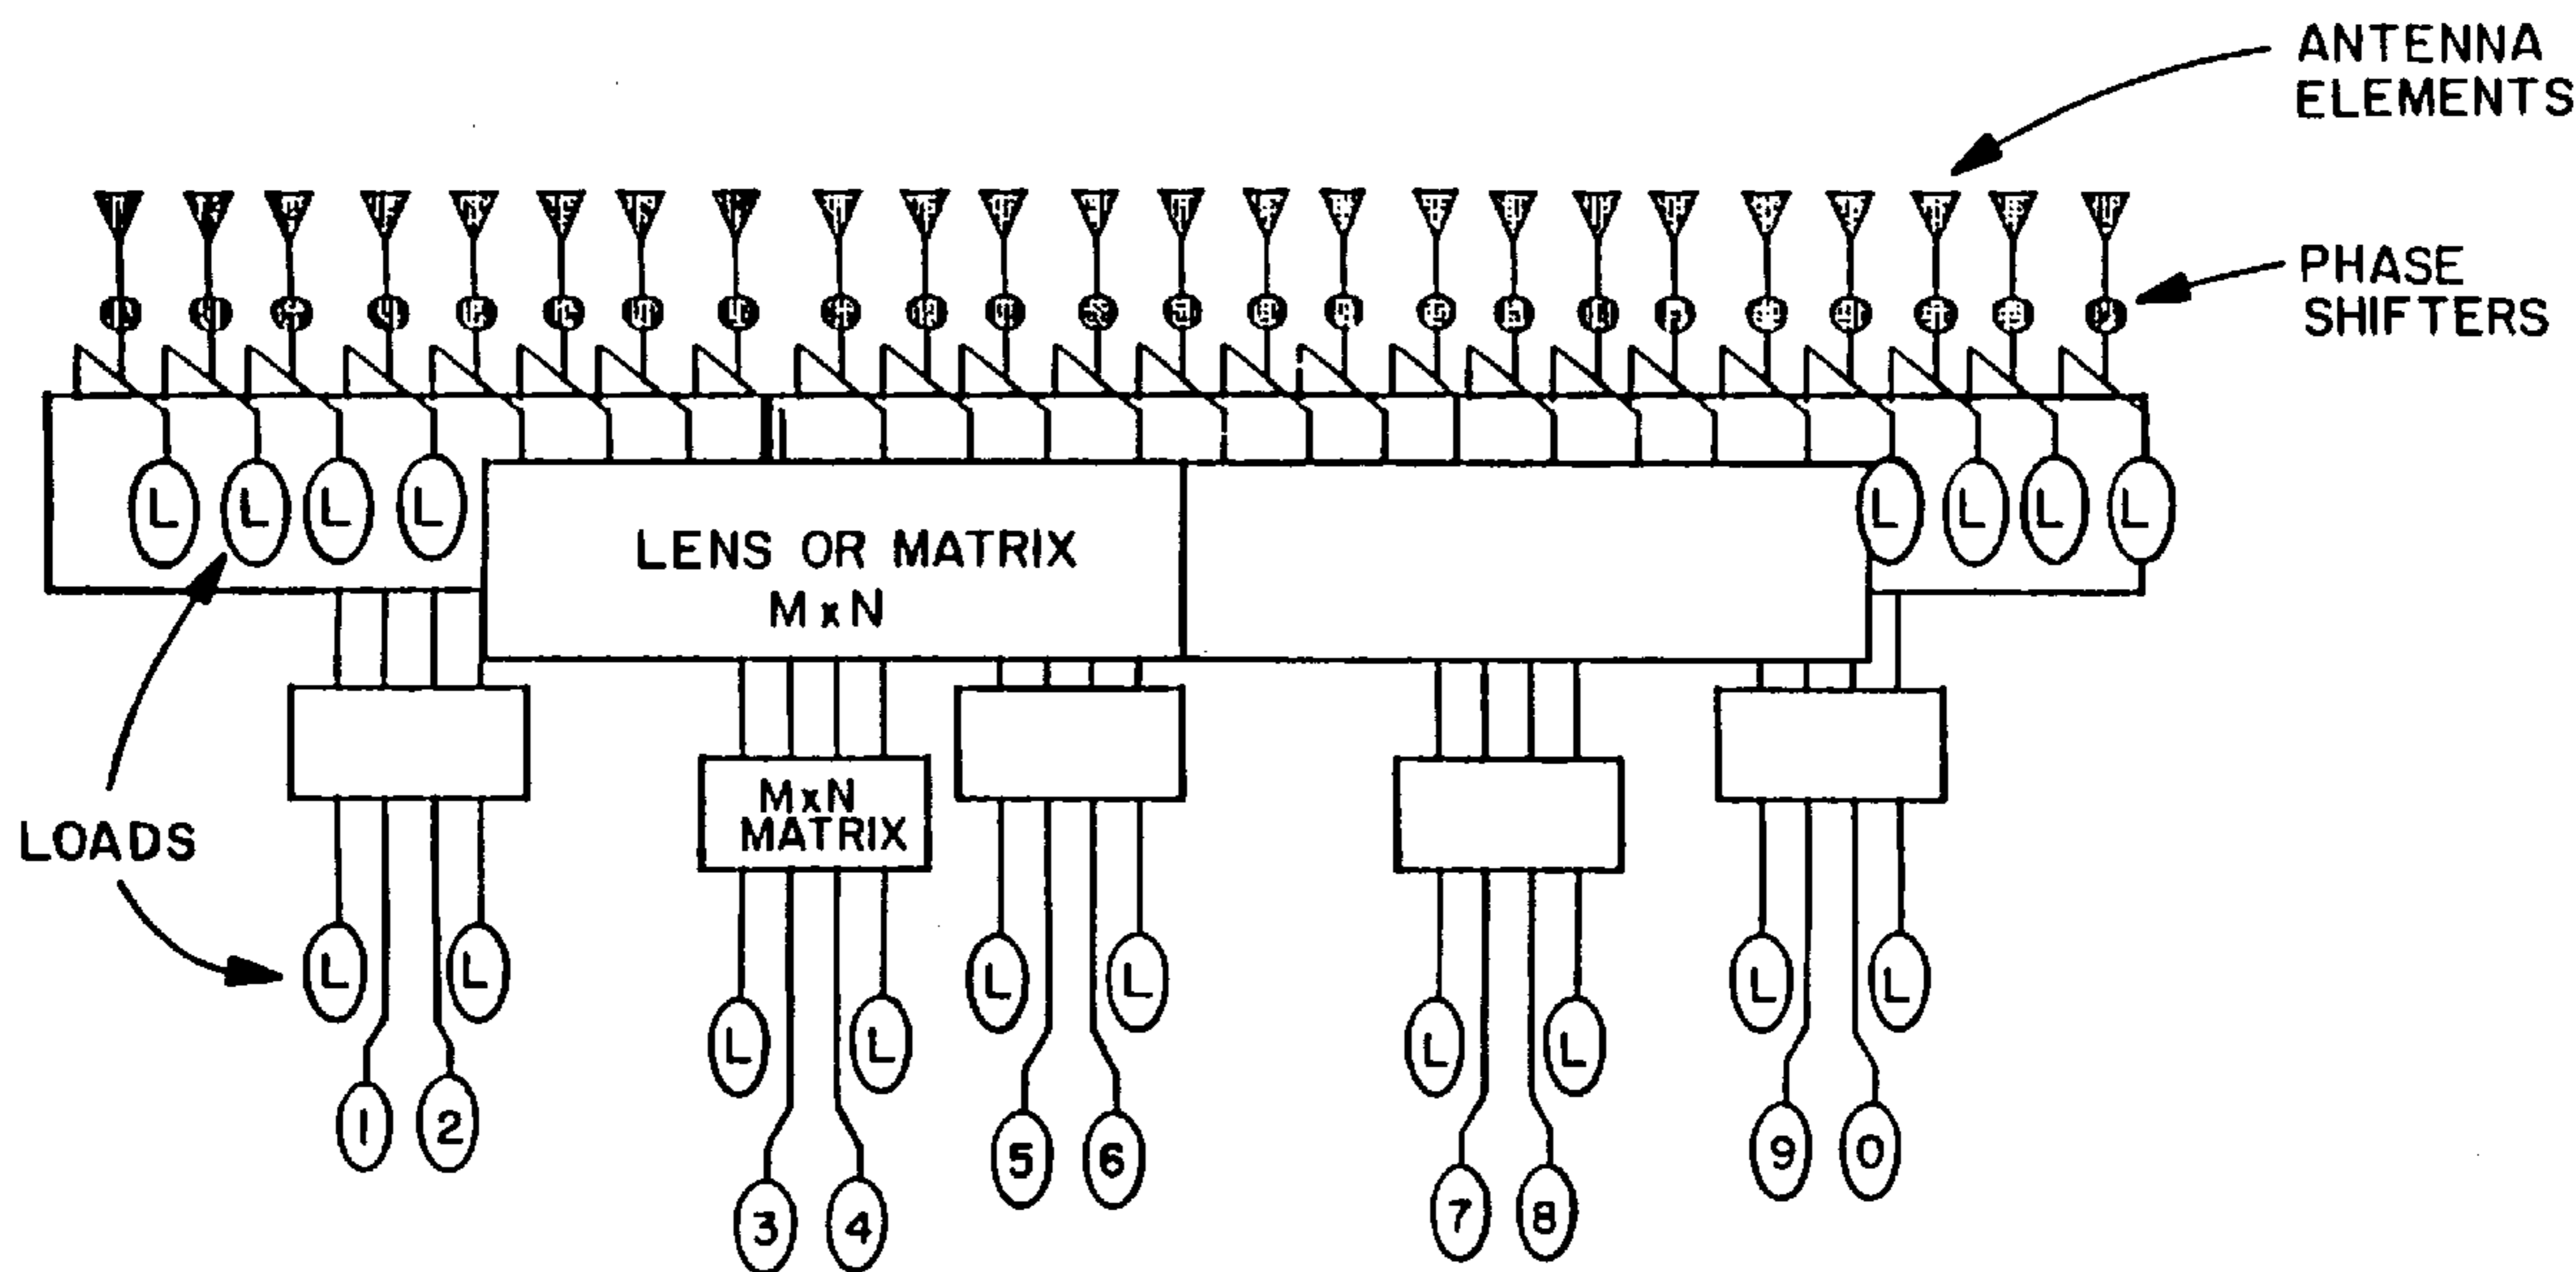 ANTENNA
ELEMENTS
PHASE
SHIFTERS
L L L L L L L L
LENS OR MATRIX
MxN
MxN
MATRIX
LOADS
L L L L L L
L L L L
1 2 5 6 9 0
3 4 7 8